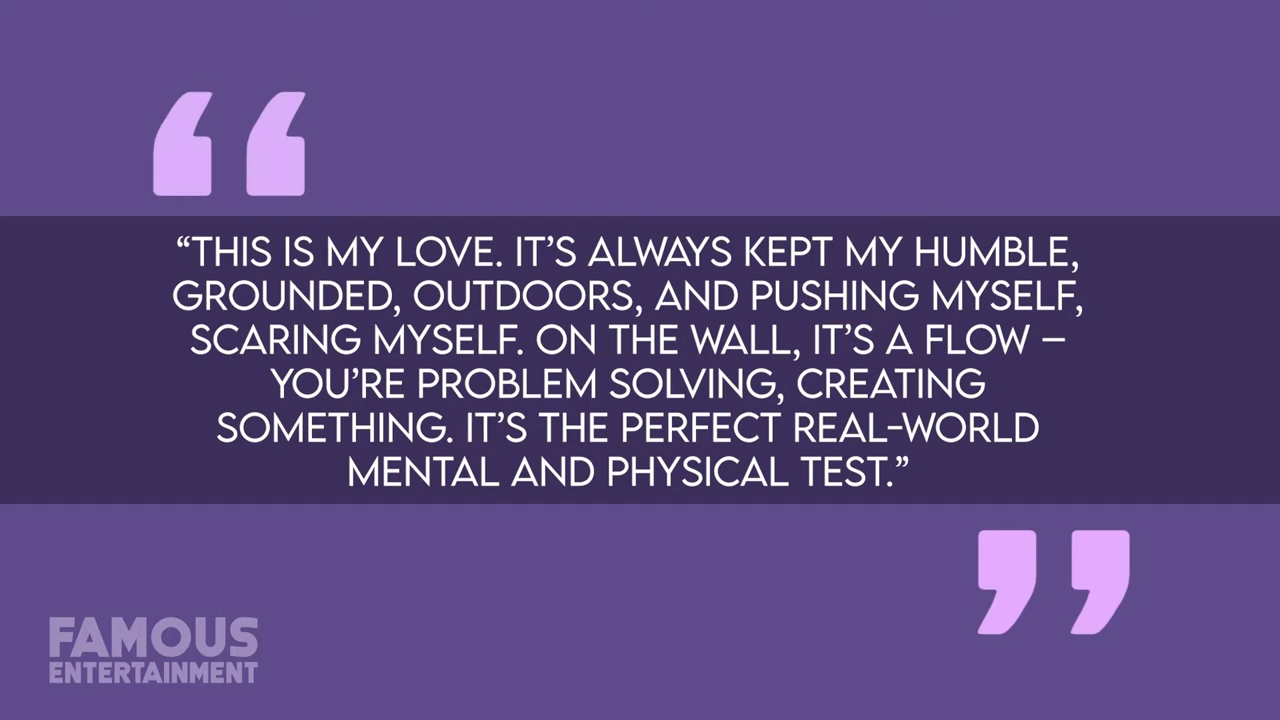 “THIS IS MY LOVE. IT’S ALWAYS KEPT MY HUMBLE,
GROUNDED, OUTDOORS, AND PUSHING MYSELF,
SCARING MYSELF. ON THE WALL, IT’S A FLOW –
YOU’RE PROBLEM SOLVING, CREATING
SOMETHING. IT’S THE PERFECT REAL-WORLD
MENTAL AND PHYSICAL TEST.”
FAMOUS
ENTERTAINMENT